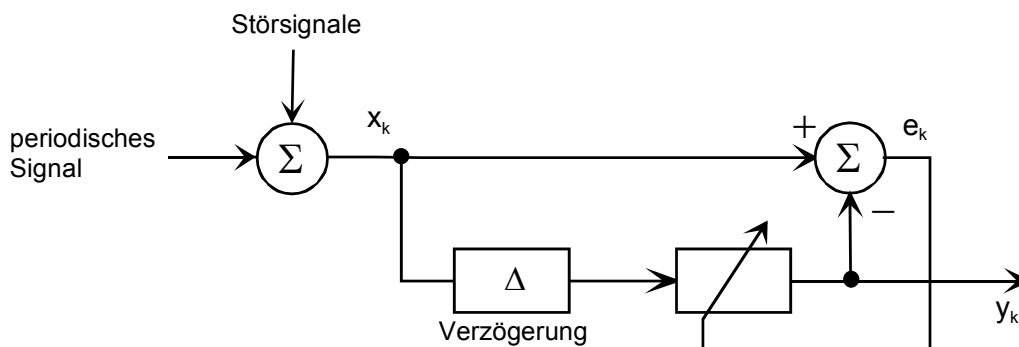 Störsignale
periodisches
Signal
Σ
x_k
+
Σ
e_k
−
Δ
Verzögerung
y_k